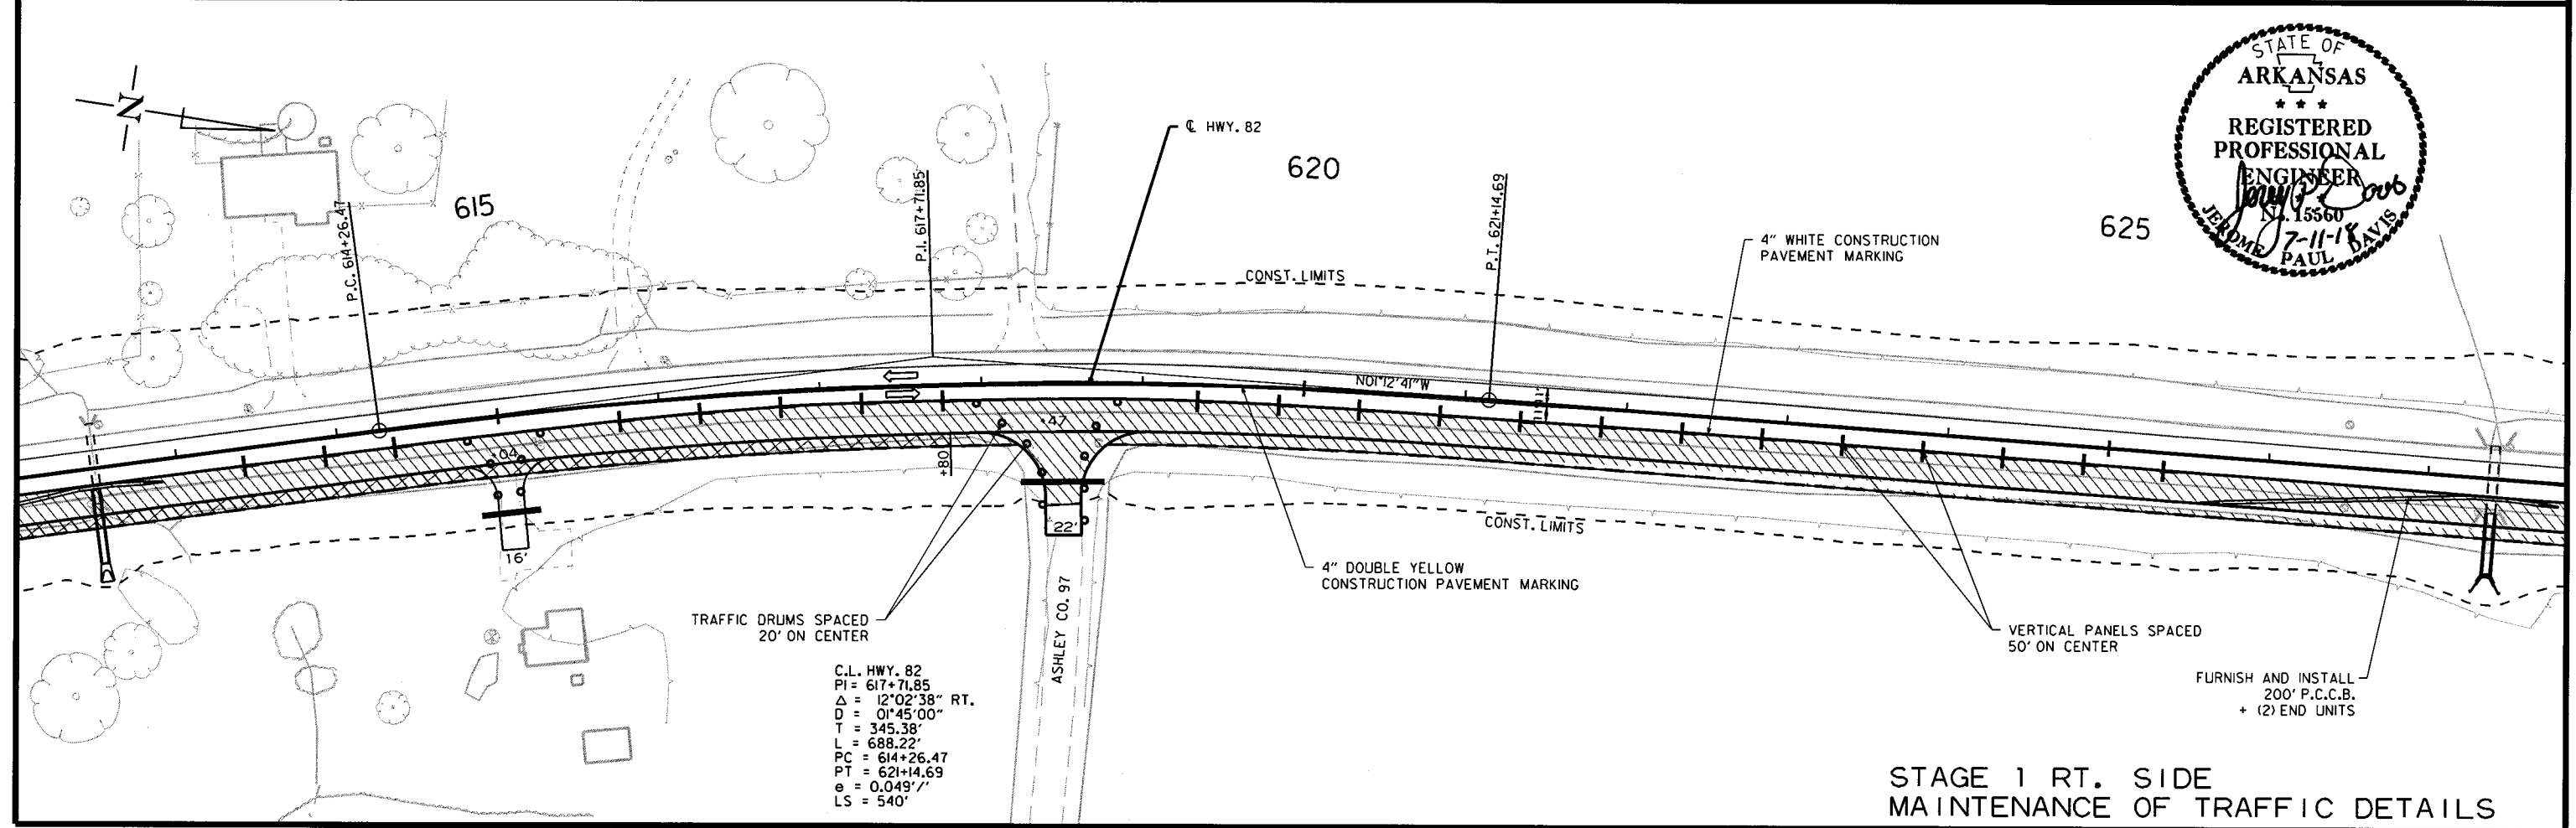 N
STATE OF
ARKANSAS
* * *
REGISTERED
PROFESSIONAL
ENGINEER
No. 15560
7-11-18
JEROME PAUL DAVIS
℄ HWY. 82
615
620
625
P.C. 614+26.47
P.I. 617+71.85
P.T. 621+14.69
4" WHITE CONSTRUCTION
PAVEMENT MARKING
CONST. LIMITS
N01°12'41"W
11'
11'
.47
.04
+80
16'
22'
CONST. LIMITS
4" DOUBLE YELLOW
CONSTRUCTION PAVEMENT MARKING
ASHLEY CO. 97
TRAFFIC DRUMS SPACED
20' ON CENTER
VERTICAL PANELS SPACED
50' ON CENTER
FURNISH AND INSTALL
200' P.C.C.B.
+ (2) END UNITS
C.L. HWY. 82
PI = 617+71.85
Δ = 12°02'38" RT.
D = 01°45'00"
T = 345.38'
L = 688.22'
PC = 614+26.47
PT = 621+14.69
e = 0.049'/'
LS = 540'
STAGE 1 RT. SIDE
MAINTENANCE OF TRAFFIC DETAILS